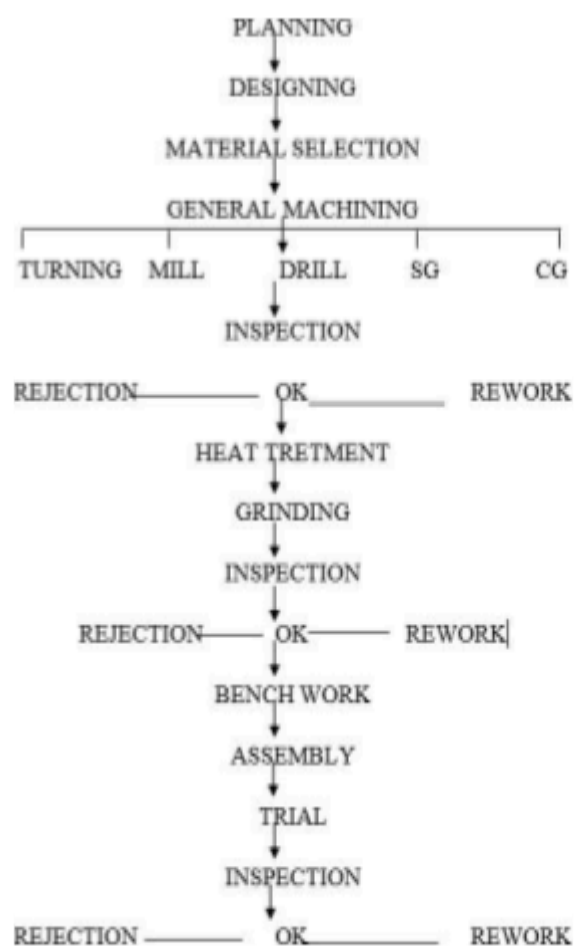 PLANNING
DESIGNING
MATERIAL SELECTION
GENERAL MACHINING
TURNING MILL DRILL SG CG
INSPECTION
REJECTION OK REWORK
HEAT TRETMENT
GRINDING
INSPECTION
REJECTION OK REWORK
BENCH WORK
ASSEMBLY
TRIAL
INSPECTION
REJECTION OK REWORK